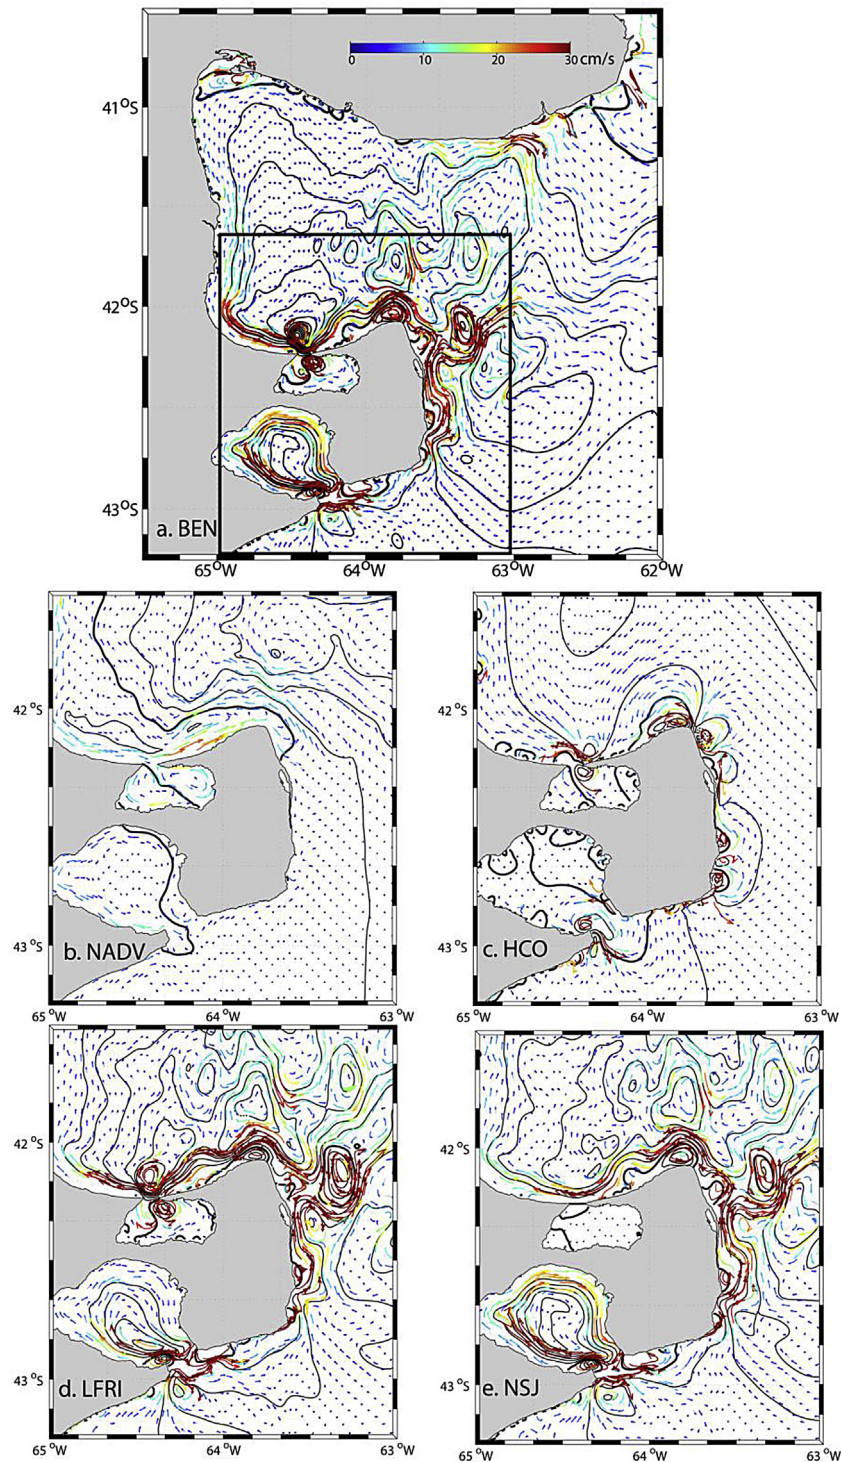 0 10 20 30 cm/s
41°S
42°S
43°S
a. BEN
65°W 64°W 63°W 62°W
42°S 42°S
43°S b. NADV 43°S c. HCO
65°W 64°W 63°W 65°W 64°W 63°W
42°S 42°S
43°S d. LFRI 43°S e. NSJ
65°W 64°W 63°W 65°W 64°W 63°W